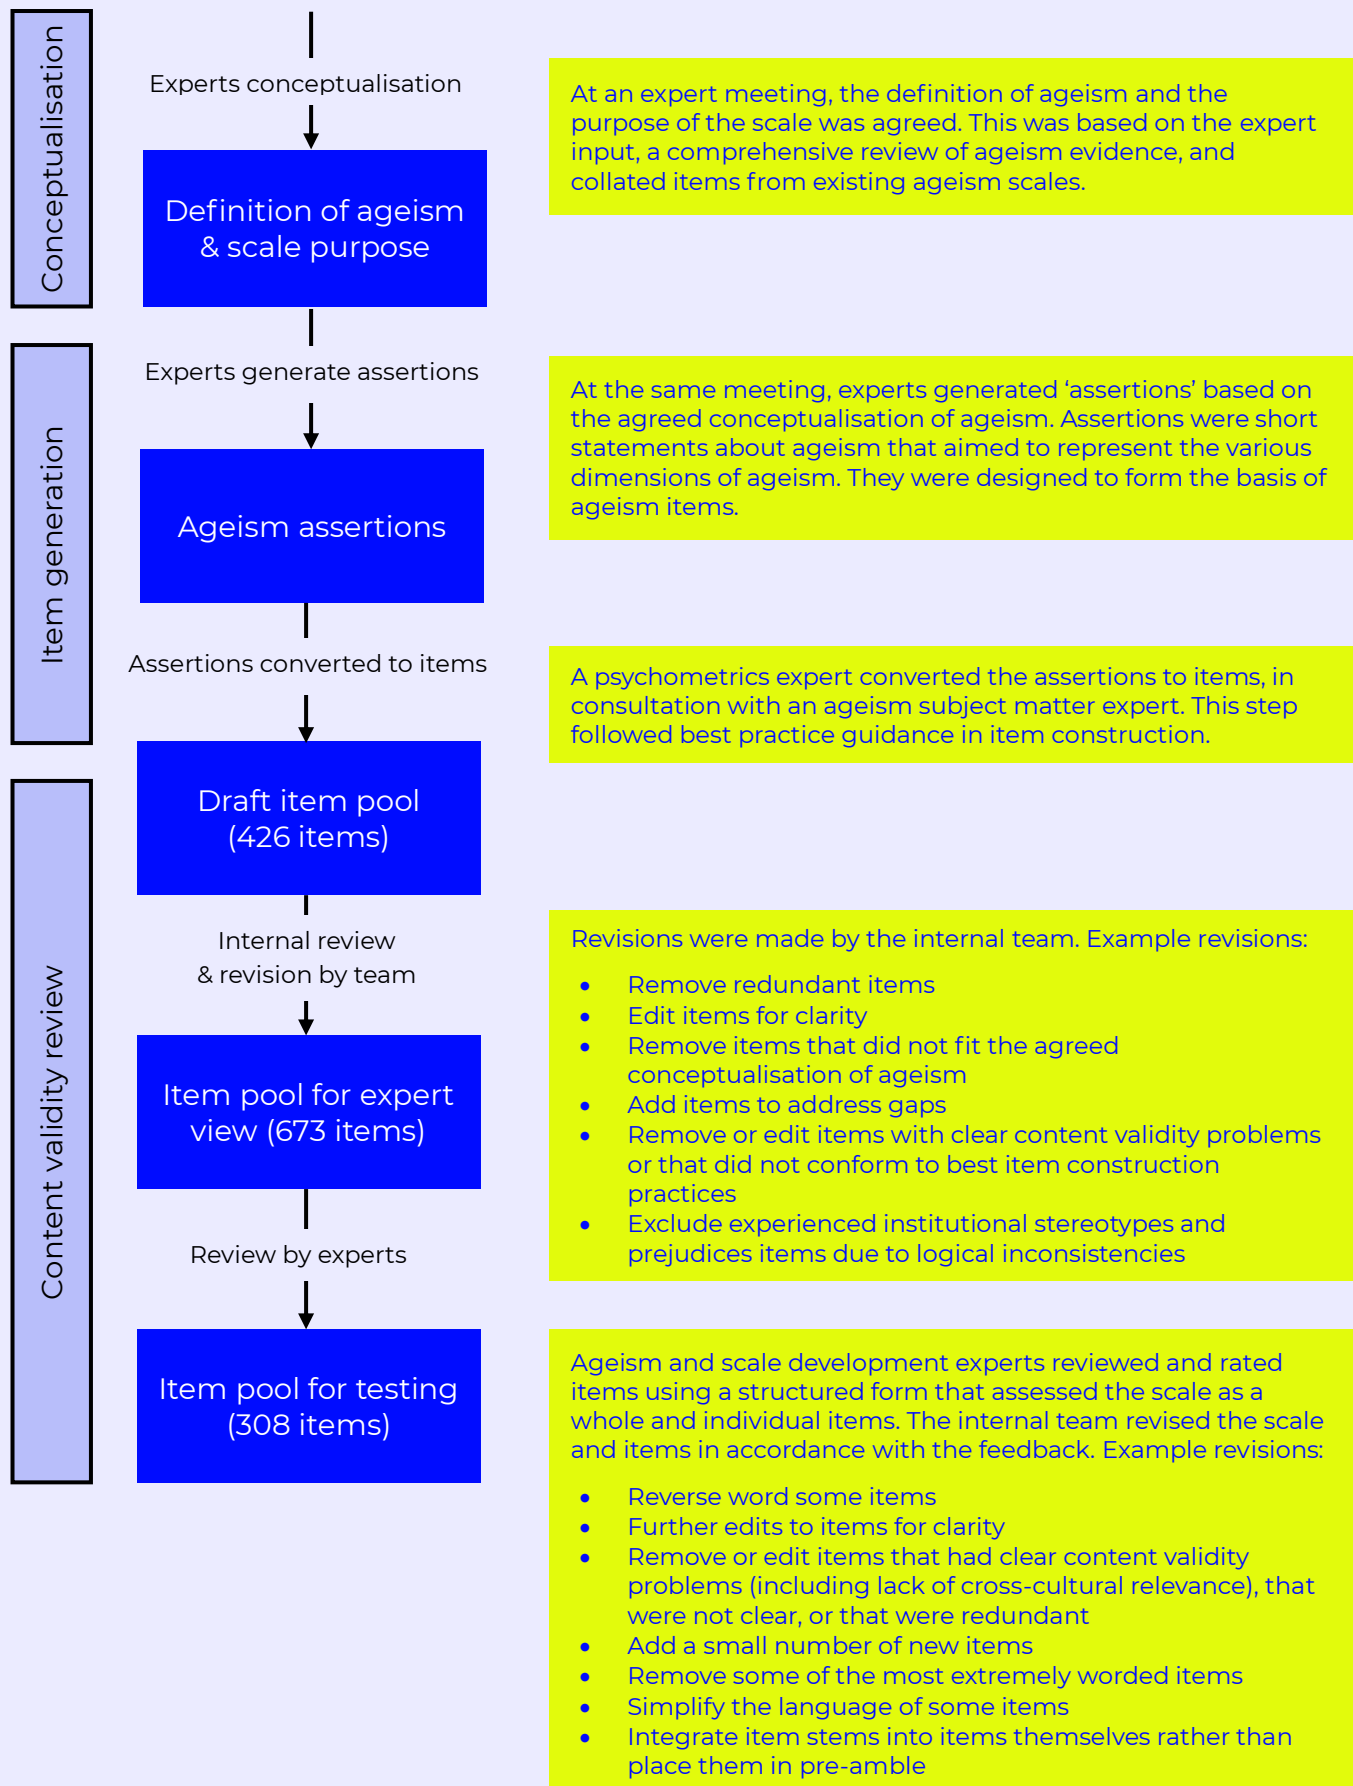 Conceptualisation
Experts conceptualisation
Definition of ageism
& scale purpose
At an expert meeting, the definition of ageism and the
purpose of the scale was agreed. This was based on the expert
input, a comprehensive review of ageism evidence, and
collated items from existing ageism scales.
Item generation
Experts generate assertions
Ageism assertions
At the same meeting, experts generated ‘assertions’ based on
the agreed conceptualisation of ageism. Assertions were short
statements about ageism that aimed to represent the various
dimensions of ageism. They were designed to form the basis of
ageism items.
Assertions converted to items
A psychometrics expert converted the assertions to items, in
consultation with an ageism subject matter expert. This step
followed best practice guidance in item construction.
Content validity review
Draft item pool
(426 items)
Internal review
& revision by team
Item pool for expert
view (673 items)
Revisions were made by the internal team. Example revisions:
• Remove redundant items
• Edit items for clarity
• Remove items that did not fit the agreed
conceptualisation of ageism
• Add items to address gaps
• Remove or edit items with clear content validity problems
or that did not conform to best item construction
practices
• Exclude experienced institutional stereotypes and
prejudices items due to logical inconsistencies
Review by experts
Item pool for testing
(308 items)
Ageism and scale development experts reviewed and rated
items using a structured form that assessed the scale as a
whole and individual items. The internal team revised the scale
and items in accordance with the feedback. Example revisions:
• Reverse word some items
• Further edits to items for clarity
• Remove or edit items that had clear content validity
problems (including lack of cross-cultural relevance), that
were not clear, or that were redundant
• Add a small number of new items
• Remove some of the most extremely worded items
• Simplify the language of some items
• Integrate item stems into items themselves rather than
place them in pre-amble